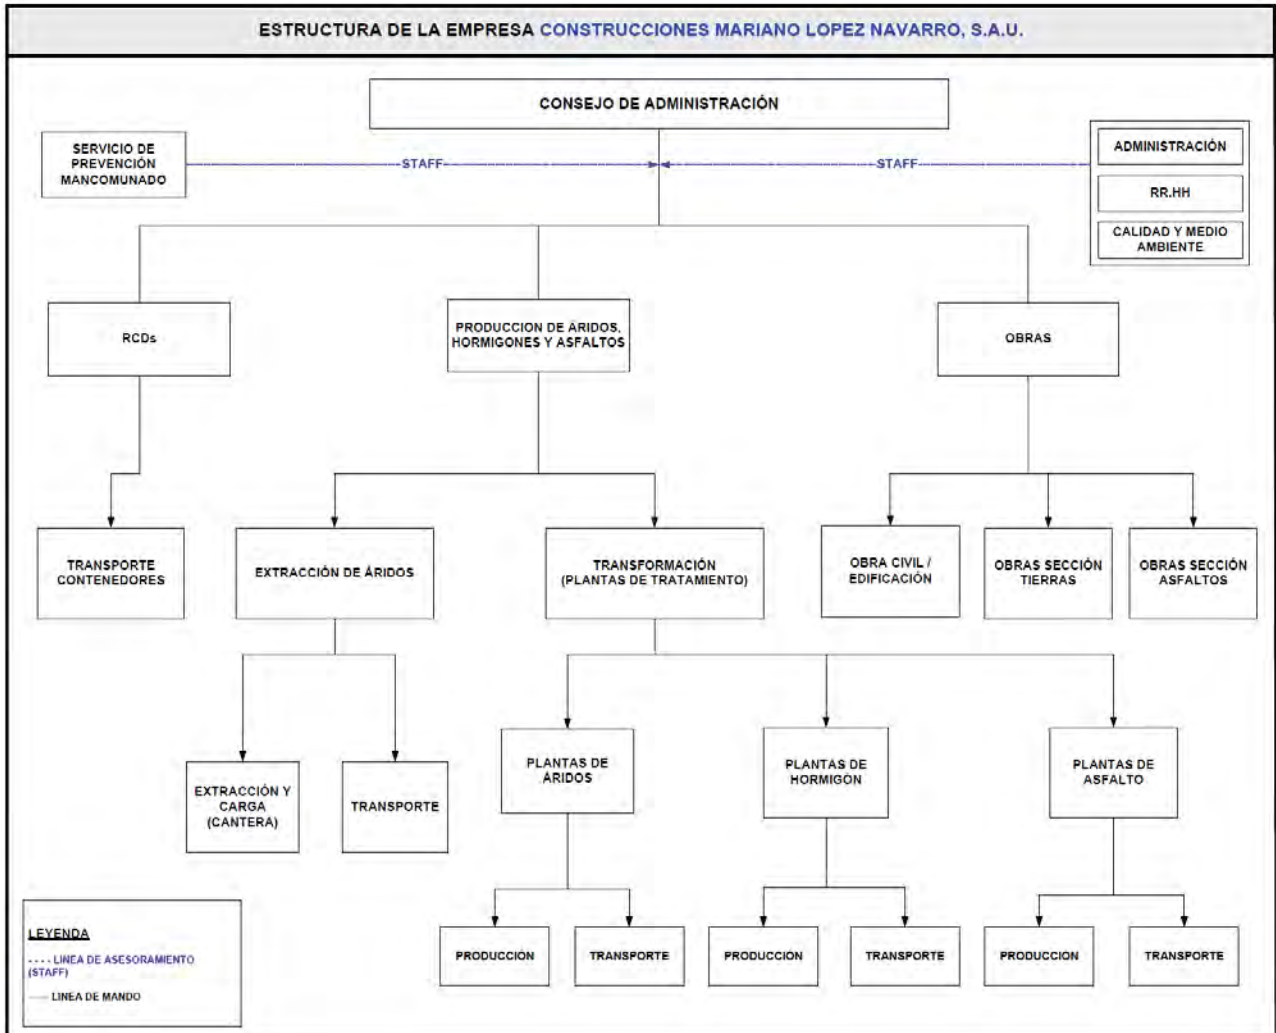 ESTRUCTURA DE LA EMPRESA CONSTRUCCIONES MARIANO LOPEZ NAVARRO, S.A.U.
CONSEJO DE ADMINISTRACIÓN
SERVICIO DE
PREVENCIÓN
MANCOMUNADO
STAFF
STAFF
ADMINISTRACIÓN
RR.HH
CALIDAD Y MEDIO
AMBIENTE
RCDs
PRODUCCION DE ÁRIDOS,
HORMIGONES Y ASFALTOS
OBRAS
TRANSPORTE
CONTENEDORES
EXTRACCIÓN DE ÁRIDOS
TRANSFORMACIÓN
(PLANTAS DE TRATAMIENTO)
OBRA CIVIL /
EDIFICACIÓN
OBRAS SECCIÓN
TIERRAS
OBRAS SECCIÓN
ASFALTOS
EXTRACCIÓN Y
CARGA
(CANTERA)
TRANSPORTE
PLANTAS DE
ÁRIDOS
PLANTAS DE
HORMIGÓN
PLANTAS DE
ASFALTO
PRODUCCIÓN
TRANSPORTE
PRODUCCIÓN
TRANSPORTE
PRODUCCION
TRANSPORTE
LEYENDA
---- LINEA DE ASESORAMIENTO
(STAFF)
—— LINEA DE MANDO